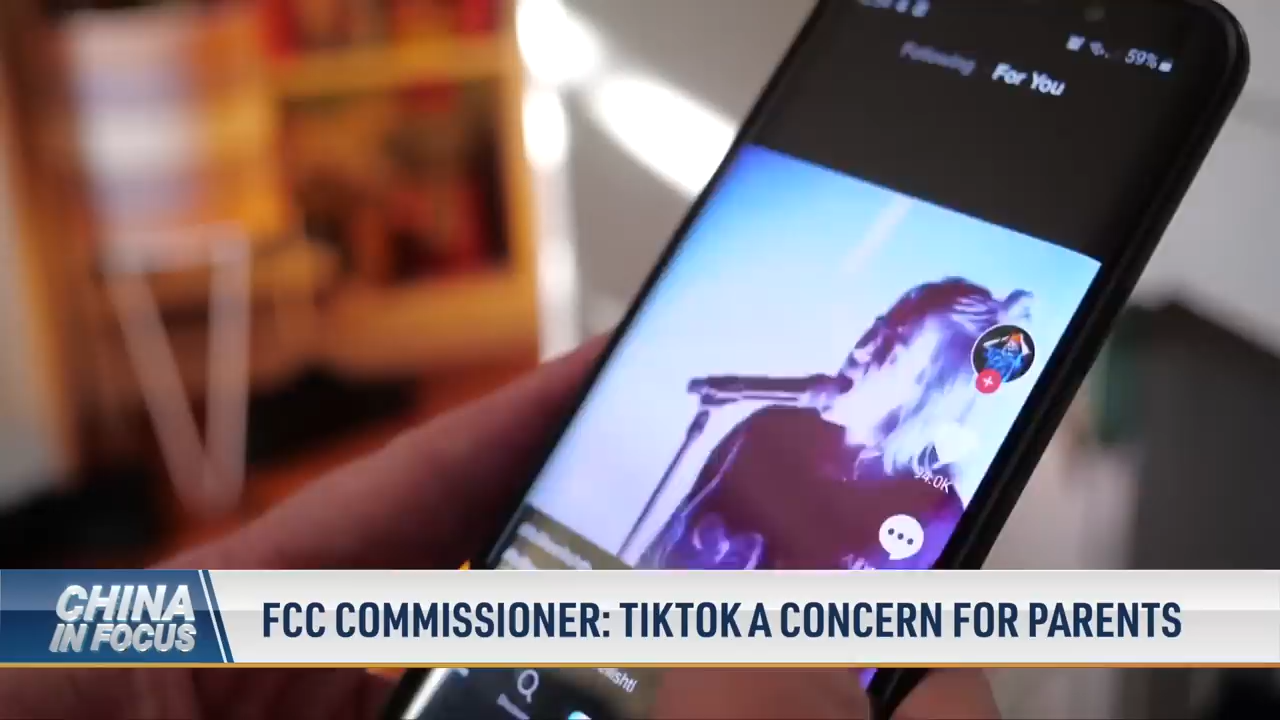 59%
Following For You
94.0K
CHINA
IN FOCUS
FCC COMMISSIONER: TIKTOK A CONCERN FOR PARENTS